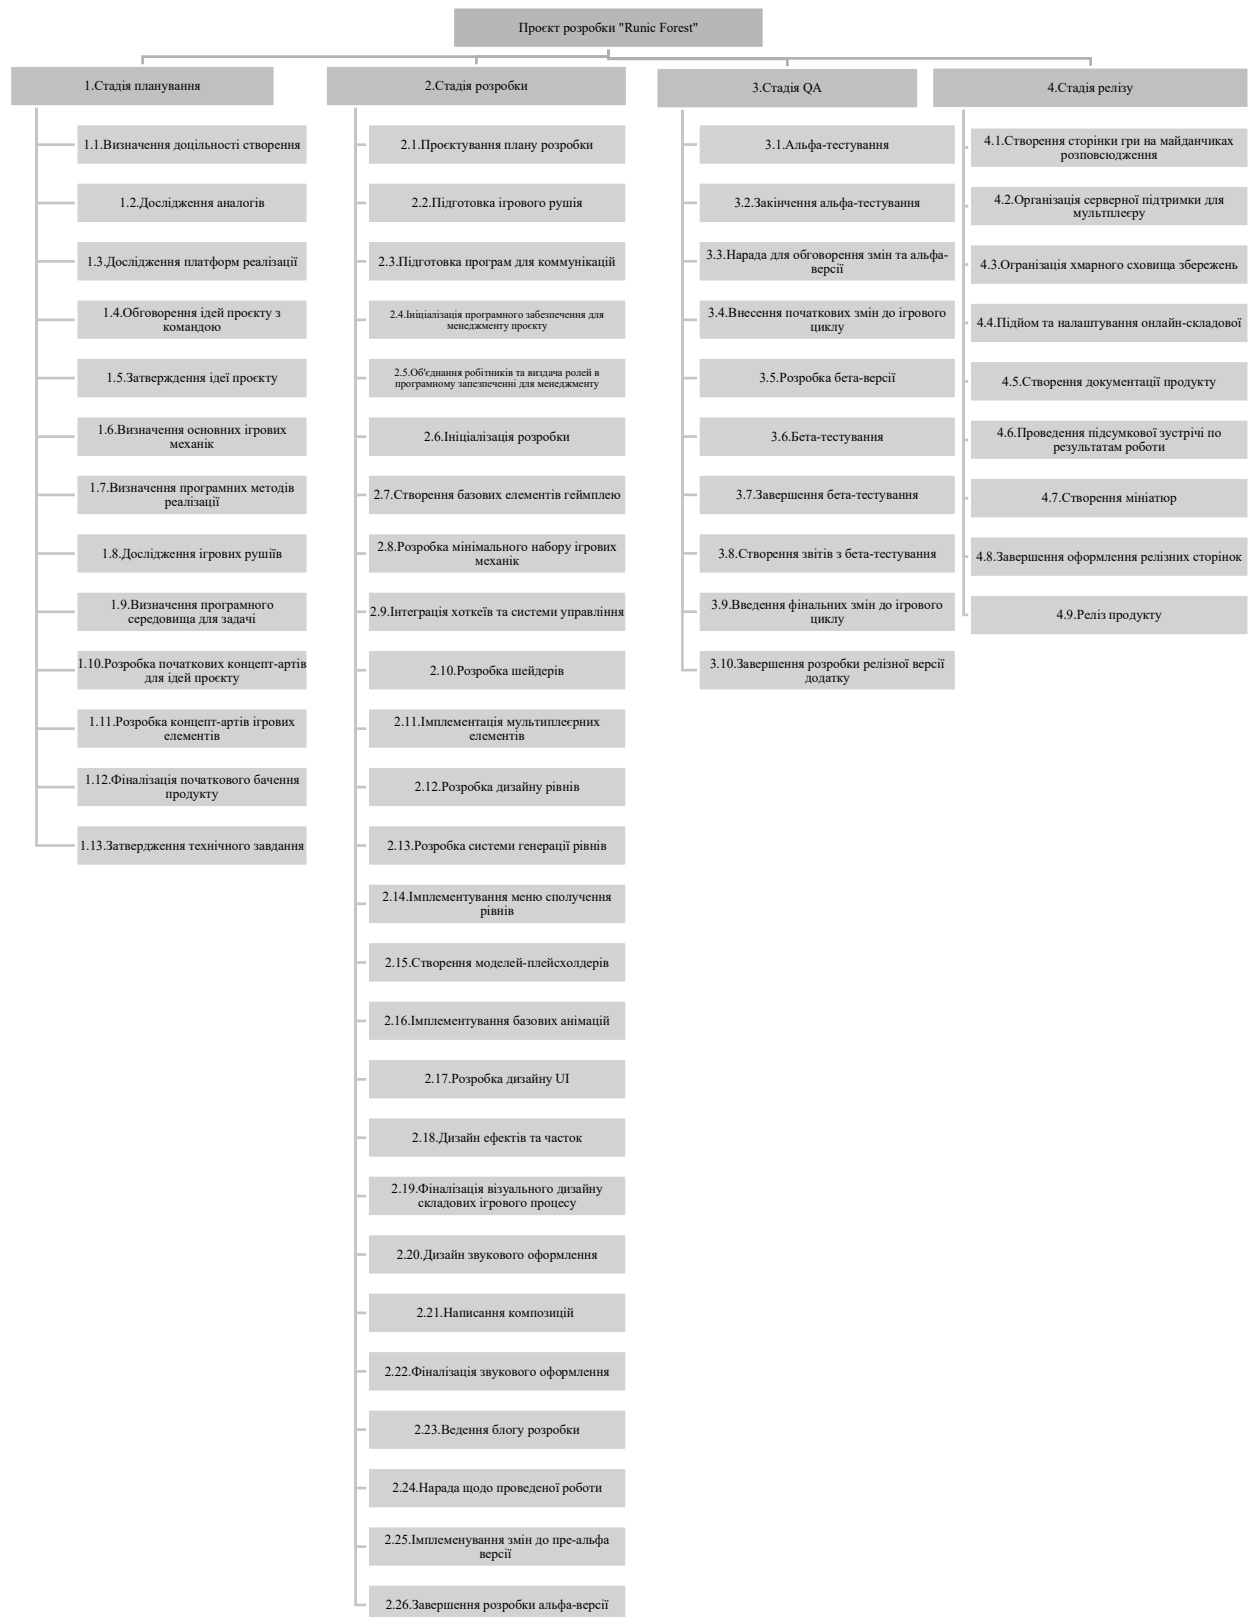 Проєкт розробки "Runic Forest"
1.Стадія планування
1.1.Визначення доцільності створення
1.2.Дослідження аналогів
1.3.Дослідження платформ реалізації
1.4.Обговорення ідей проєкту з
командою
1.5.Затверждення ідеї проєкту
1.6.Визначення основних ігрових
механік
1.7.Визначення програмних методів
реалізації
1.8.Дослідження ігрових рушіїв
1.9.Визначення програмного
середовища для задачі
1.10.Розробка початкових концепт-артів
для ідей проєкту
1.11.Розробка концепт-артів ігрових
елементів
1.12.Фіналізація початкового бачення
продукту
1.13.Затвердження технічного завдання
2.Стадія розробки
2.1.Проєктування плану розробки
2.2.Підготовка ігрового рушія
2.3.Підготовка програм для коммунікацій
2.4.Ініціалізація програмного забезпечення для
менеджменту проєкту
2.5.Об'єднання робітників та виздача ролей в
програмному запезпеченні для менеджменту
2.6.Ініціалізація розробки
2.7.Створення базових елементів геймплею
2.8.Розробка мінімального набору ігрових
механік
2.9.Інтеграція хоткеїв та системи управління
2.10.Розробка шейдерів
2.11.Імплементація мультиплеєрних
елементів
2.12.Розробка дизайну рівнів
2.13.Розробка системи генерації рівнів
2.14.Імплементування меню сполучення
рівнів
2.15.Створення моделей-плейсхолдерів
2.16.Імплементування базових анімацій
2.17.Розробка дизайну UI
2.18.Дизайн ефектів та часток
2.19.Фіналізація візуального дизайну
складових ігрового процесу
2.20.Дизайн звукового оформлення
2.21.Написання композицій
2.22.Фіналізація звукового оформлення
2.23.Ведення блогу розробки
2.24.Нарада щодо проведеної роботи
2.25.Імплеменування змін до пре-альфа
версії
2.26.Завершення розробки альфа-версії
3.Стадія QA
3.1.Альфа-тестування
3.2.Закінчення альфа-тестування
3.3.Нарада для обговорення змін та альфа-
версії
3.4.Внесення початкових змін до ігрового
циклу
3.5.Розробка бета-версії
3.6.Бета-тестування
3.7.Завершення бета-тестування
3.8.Створення звітів з бета-тестування
3.9.Введення фінальних змін до ігрового
циклу
3.10.Завершення розробки релізної версії
додатку
4.Стадія релізу
4.1.Створення сторінки гри на майданчиках
розповсюдження
4.2.Організація серверної підтримки для
мультплеєру
4.3.Огранізація хмарного сховища збережень
4.4.Підйом та налаштування онлайн-складової
4.5.Створення документації продукту
4.6.Проведення підсумкової зустрічі по
результатам роботи
4.7.Створення мініатюр
4.8.Завершення оформлення релізних сторінок
4.9.Реліз продукту